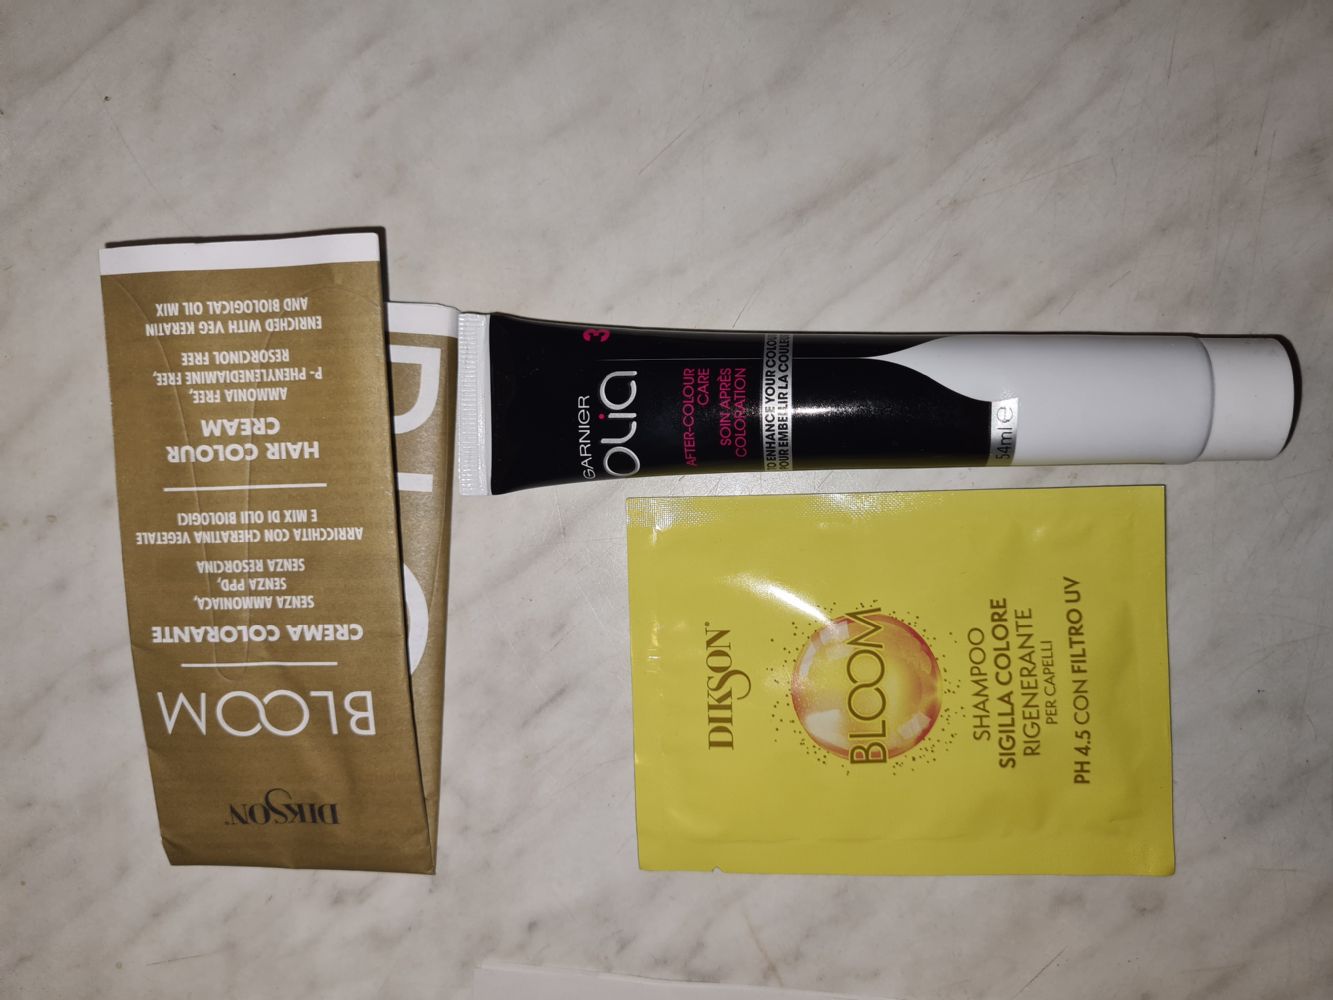 DIKSON®
BLOOM
CREMA COLORANTE
SENZA AMMONIACA,
SENZA PPD,
SENZA RESORCINA
ARRICCHITA CON CHERATINA VEGETALE
E MIX DI OLII BIOLOGICI
HAIR COLOUR
CREAM
AMMONIA FREE,
P- PHENYLENEDIAMINE FREE,
RESORCINOL FREE
ENRICHED WITH VEG KERATIN
AND BIOLOGICAL OIL MIX
GARNIER
olia
3
AFTER-COLOUR
CARE
SOIN APRÈS
COLORATION
TO ENHANCE YOUR COLOUR
POUR EMBELLIR LA COULEUR
54ml e
DIKSON®
BLOOM
SHAMPOO
SIGILLA COLORE
RIGENERANTE
PER CAPELLI
PH 4.5 CON FILTRO UV